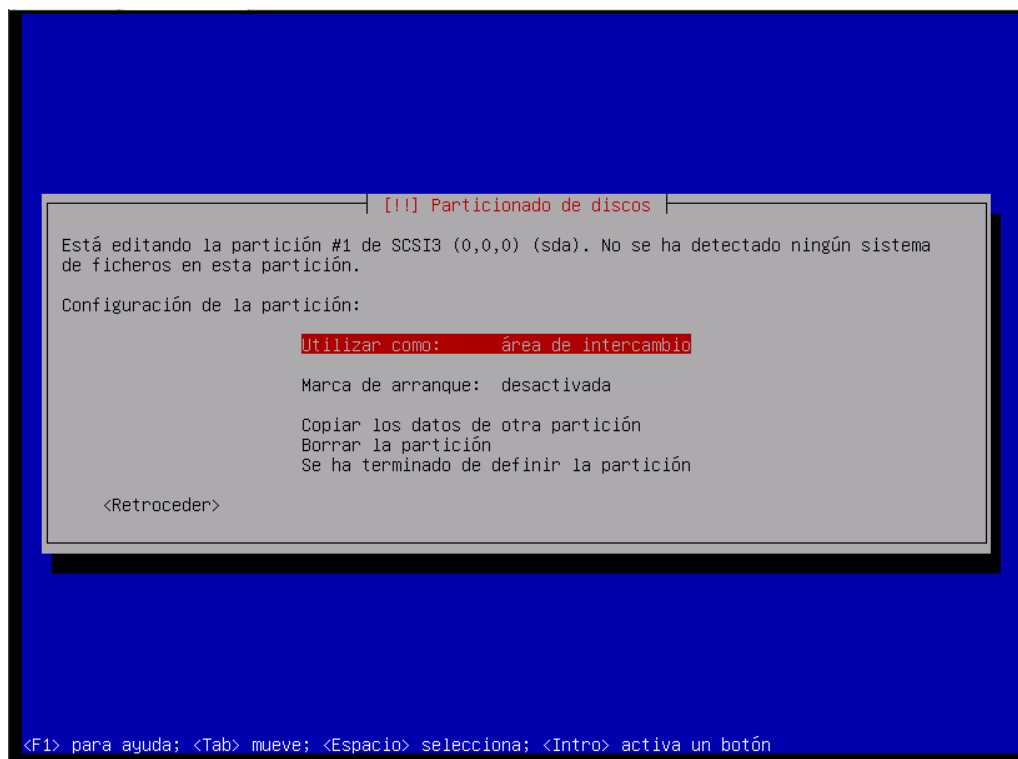 [!!] Particionado de discos
Está editando la partición #1 de SCSI3 (0,0,0) (sda). No se ha detectado ningún sistema
de ficheros en esta partición.
Configuración de la partición:
Utilizar como: área de intercambio
Marca de arranque: desactivada
Copiar los datos de otra partición
Borrar la partición
Se ha terminado de definir la partición
<Retroceder>
<F1> para ayuda; <Tab> mueve; <Espacio> selecciona; <Intro> activa un botón